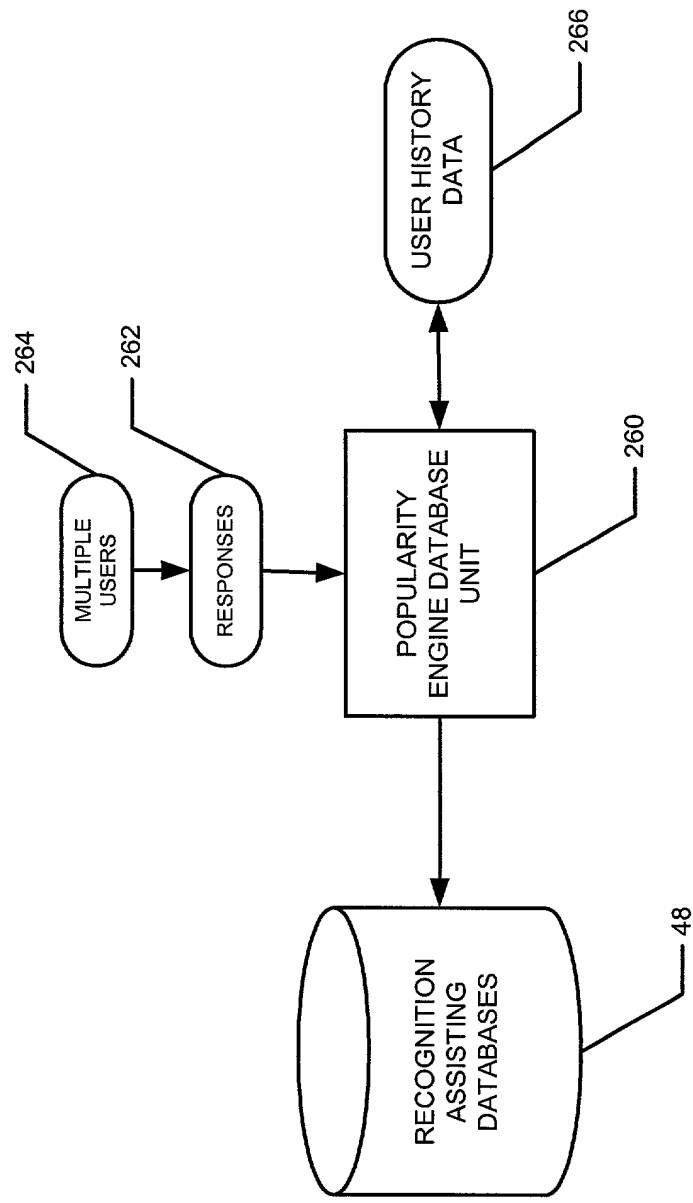 264
MULTIPLE
USERS
262
RESPONSES
RECOGNITION
ASSISTING
DATABASES
48
POPULARITY
ENGINE DATABASE
UNIT
260
USER HISTORY
DATA
266